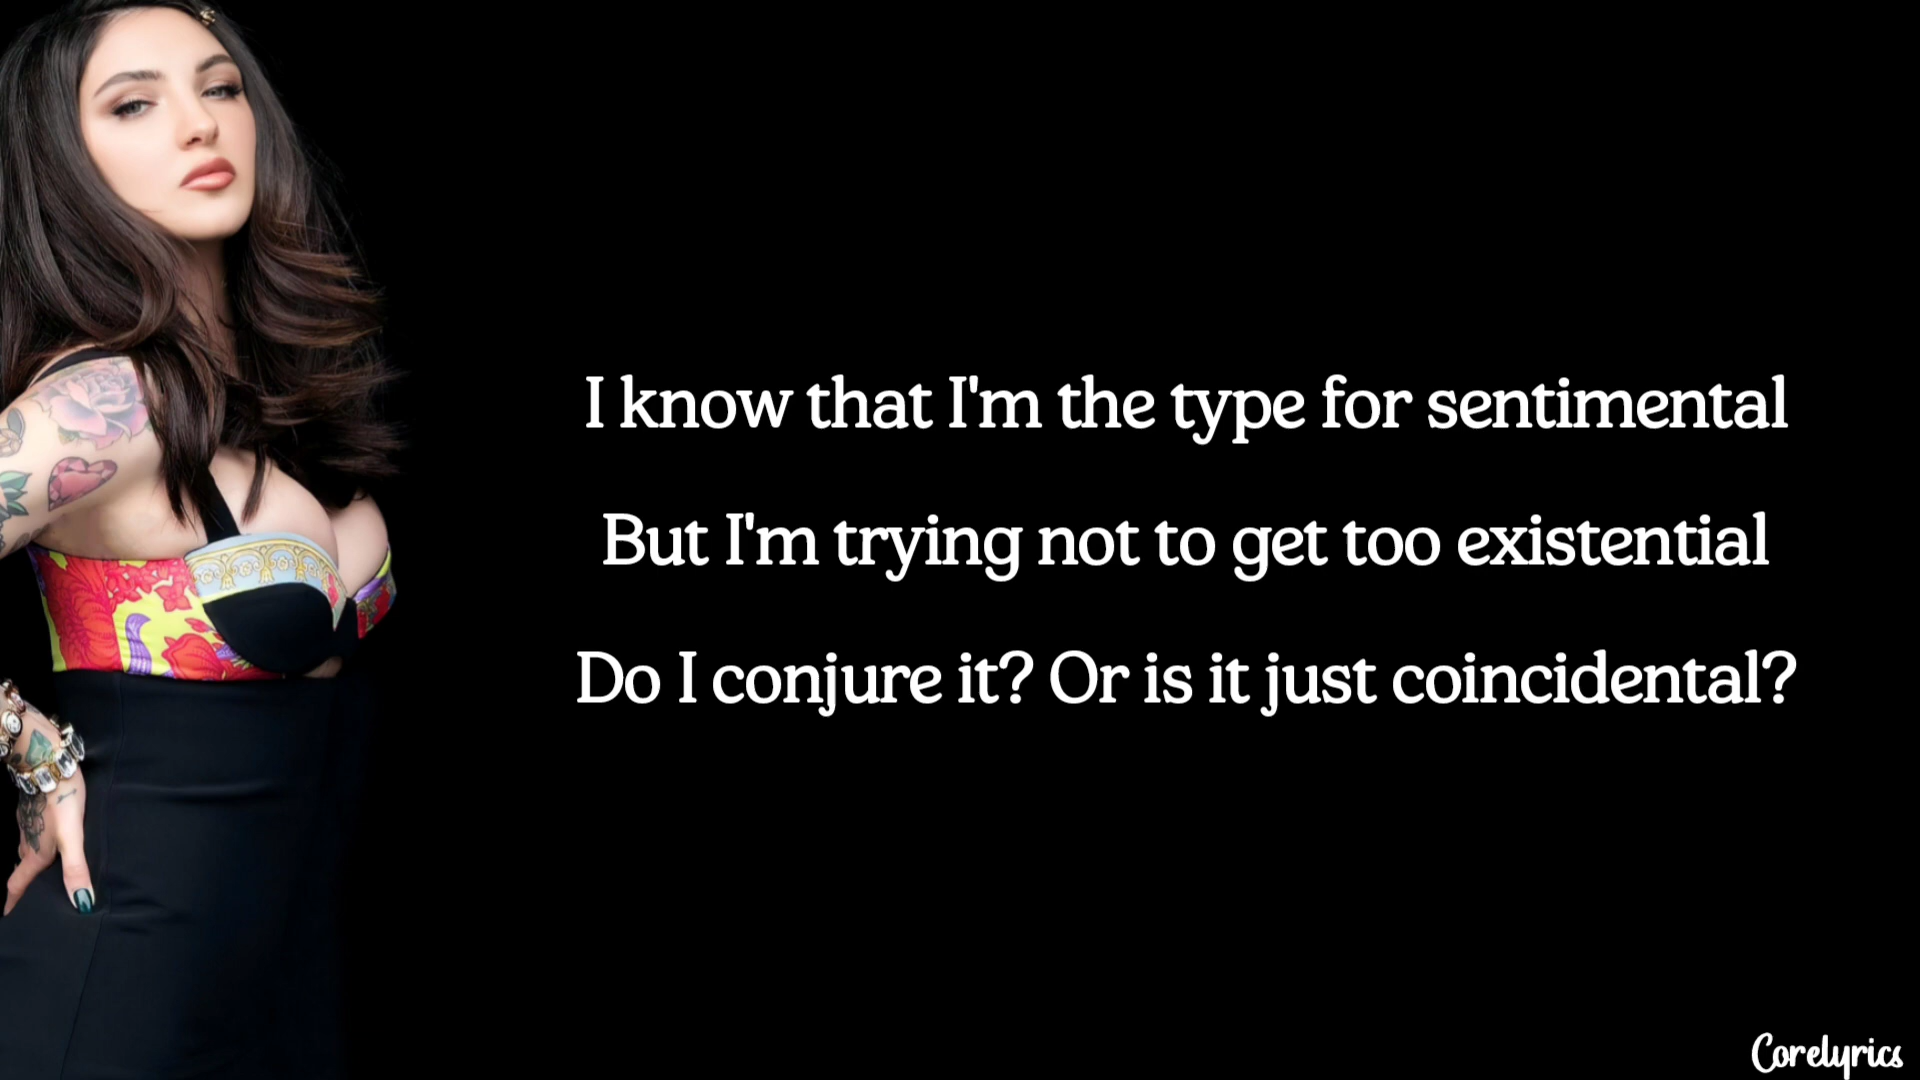 I know that I'm the type for sentimental
But I'm trying not to get too existential
Do I conjure it? Or is it just coincidental?
Corelyrics